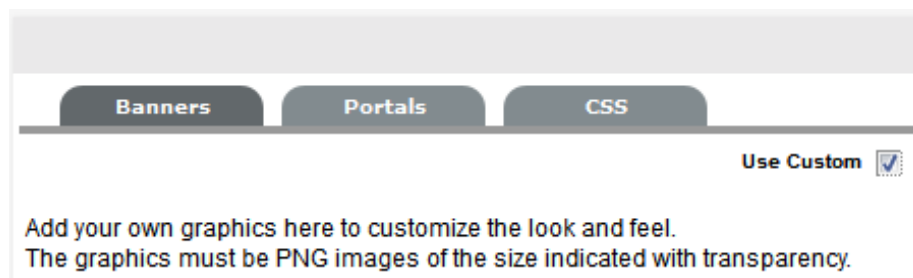 Banners Portals CSS
Use Custom
Add your own graphics here to customize the look and feel.
The graphics must be PNG images of the size indicated with transparency.